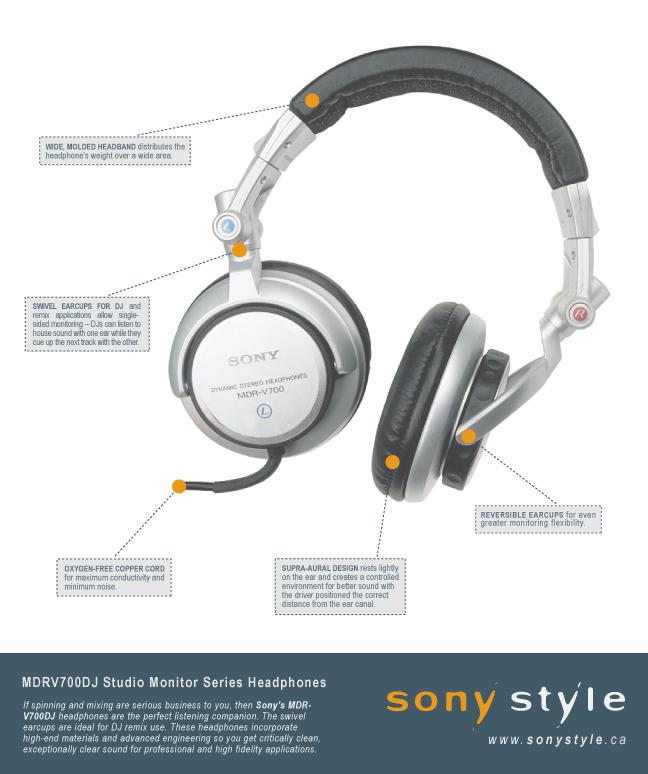 WIDE, MOLDED HEADBAND distributes the
headphone's weight over a wide area.
L
SWIVEL EARCUPS FOR DJ and
remix applications allow single-
sided monitoring – DJs can listen to
house sound with one ear while they
cue up the next track with the other.
R
SONY
DYNAMIC STEREO HEADPHONES
MDR-V700
L
REVERSIBLE EARCUPS for even
greater monitoring flexibility.
OXYGEN-FREE COPPER CORD
for maximum conductivity and
minimum noise.
SUPRA-AURAL DESIGN rests lightly
on the ear and creates a controlled
environment for better sound with
the driver positioned the correct
distance from the ear canal.
MDRV700DJ Studio Monitor Series Headphones
If spinning and mixing are serious business to you, then Sony's MDR-
V700DJ headphones are the perfect listening companion. The swivel
earcups are ideal for DJ remix use. These headphones incorporate
high-end materials and advanced engineering so you get critically clean,
exceptionally clear sound for professional and high fidelity applications.
sony style
www.sonystyle.ca